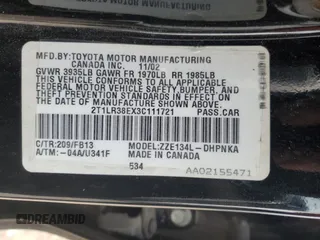 MFD.BY:TOYOTA MOTOR MANUFACTURING
CANADA INC. 11/02
GVWR 3935LB GAWR FR 1970LB RR 1985LB
THIS VEHICLE CONFORMS TO ALL APPLICABLE
FEDERAL MOTOR VEHICLE SAFETY, BUMPER, AND
THEFT PREVENTION STANDARDS IN EFFECT ON
THE DATE OF MANUFACTURE SHOWN ABOVE.
2T1LR38EX3C111721 PASS.CAR
C/TR:209/FB13 MODEL:ZZE134L-DHPNKA
A/TM:-04A/U341F MADE IN CANADA
534
AA02155471
DREAMBID
dreambid.com